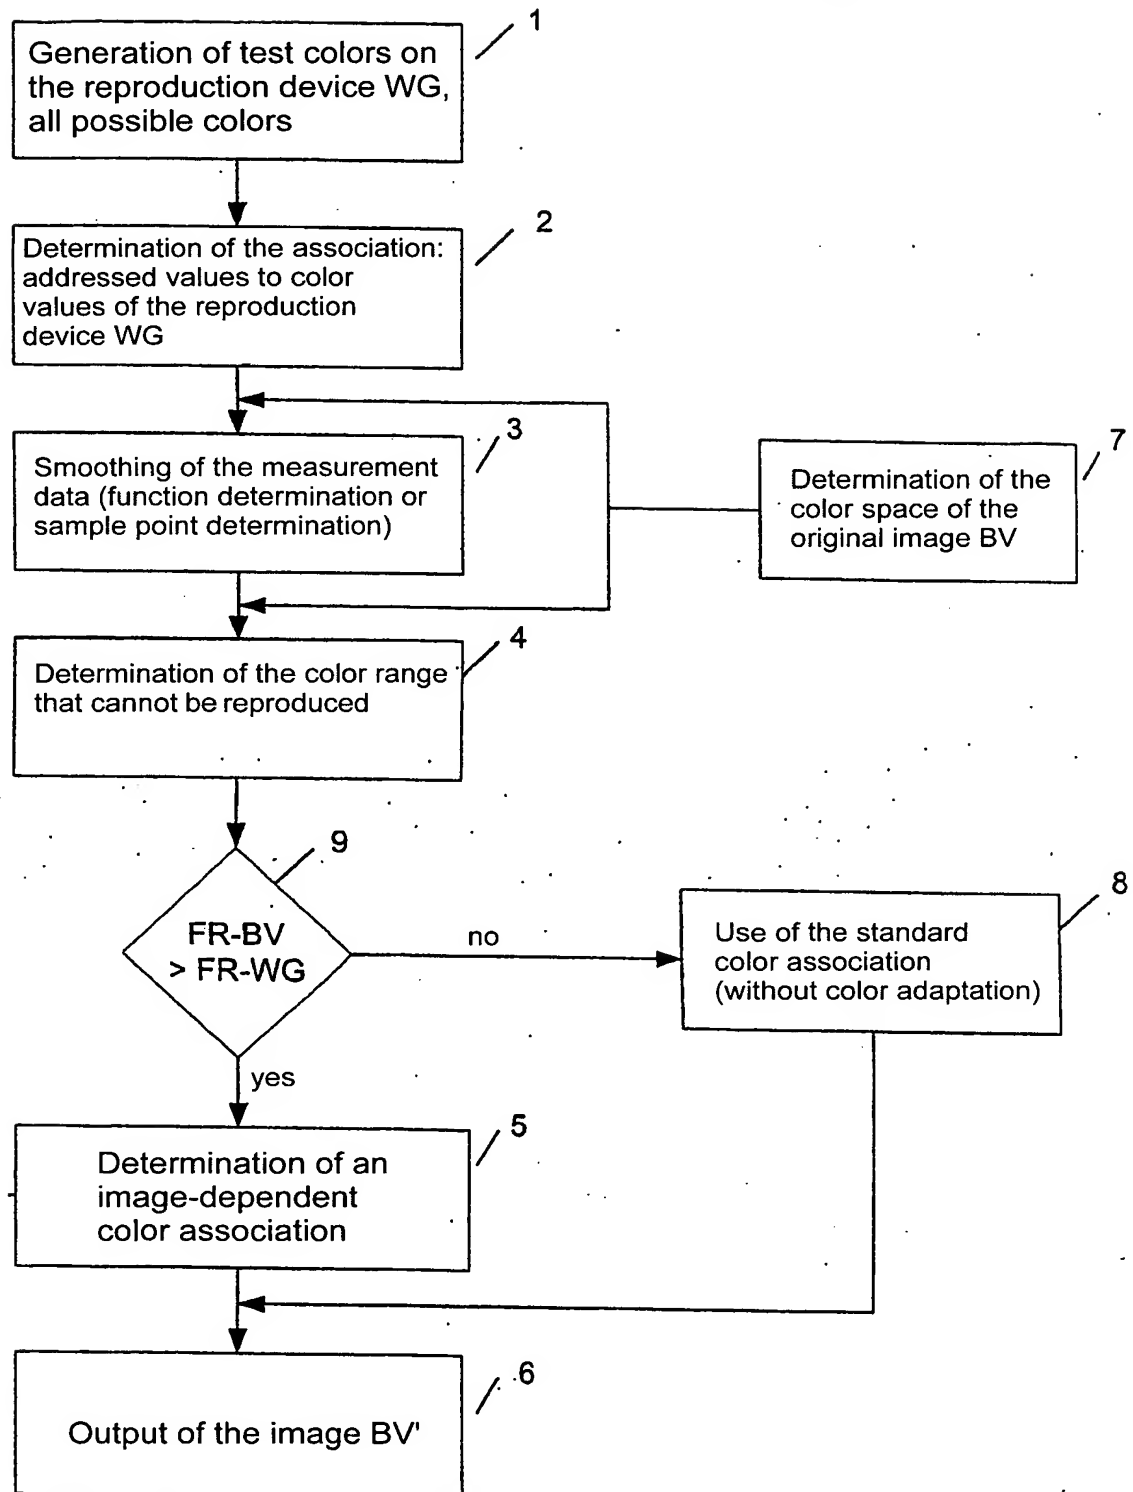 1
Generation of test colors on
the reproduction device WG,
all possible colors
2
Determination of the association:
addressed values to color
values of the reproduction
device WG
3
Smoothing of the measurement
data (function determination or
sample point determination)
7
Determination of the
color space of the
original image BV
4
Determination of the color range
that cannot be reproduced
9
FR-BV
> FR-WG
no
8
Use of the standard
color association
(without color adaptation)
yes
5
Determination of an
image-dependent
color association
6
Output of the image BV'